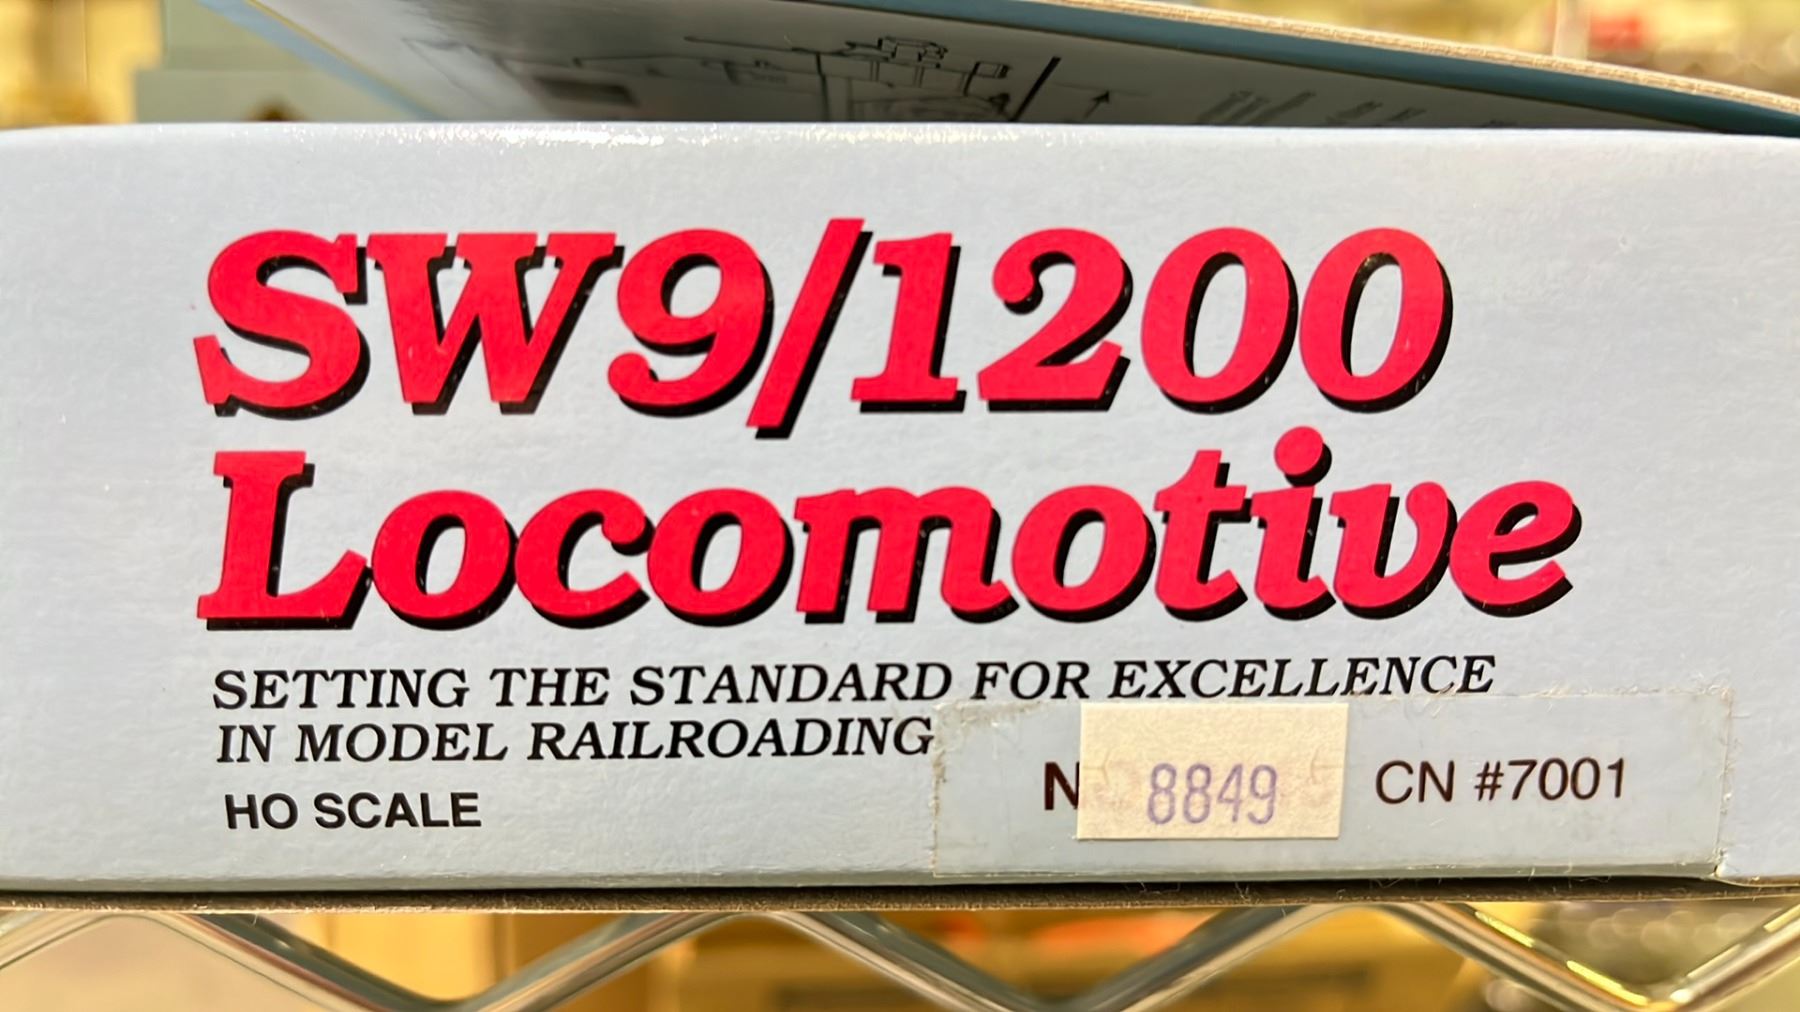 SW9/1200
Locomotive
SETTING THE STANDARD FOR EXCELLENCE
IN MODEL RAILROADING
HO SCALE
8849 CN #7001